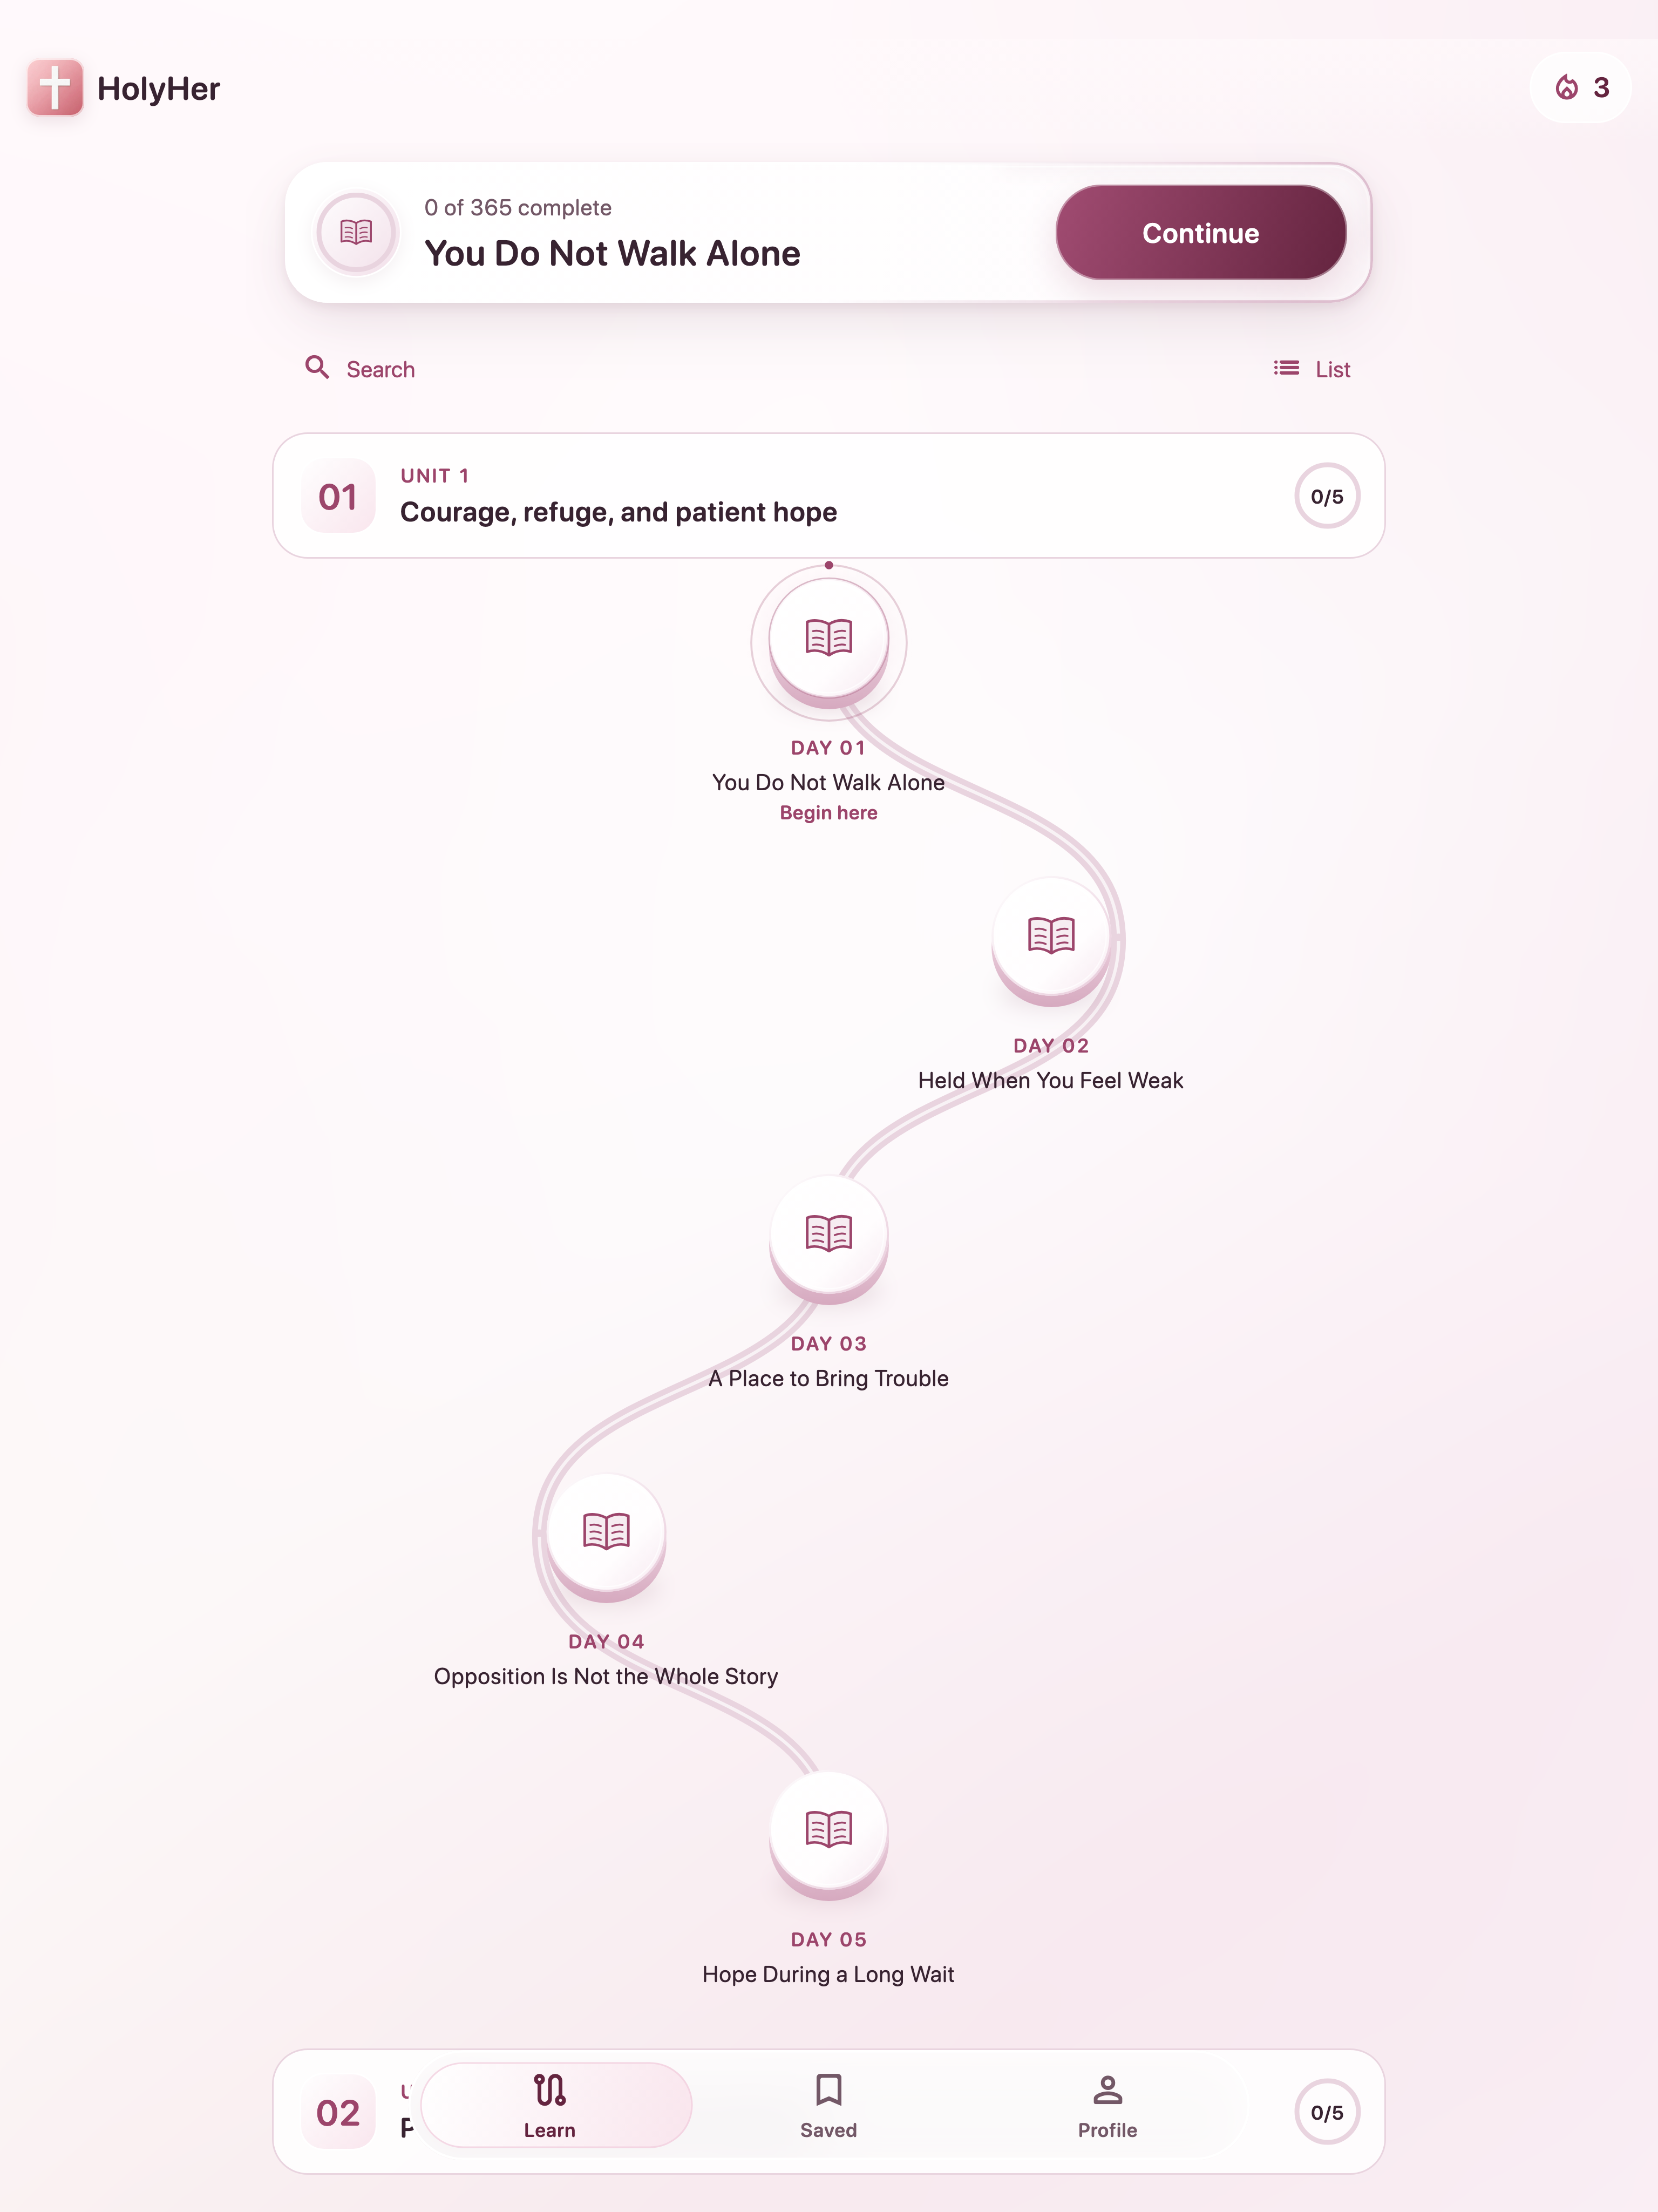 HolyHer
3
0 of 365 complete
You Do Not Walk Alone
Continue
Search
List
01
UNIT 1
Courage, refuge, and patient hope
0/5
DAY 01
You Do Not Walk Alone
Begin here
DAY 02
Held When You Feel Weak
DAY 03
A Place to Bring Trouble
DAY 04
Opposition Is Not the Whole Story
DAY 05
Hope During a Long Wait
02
0/5
Learn
Saved
Profile